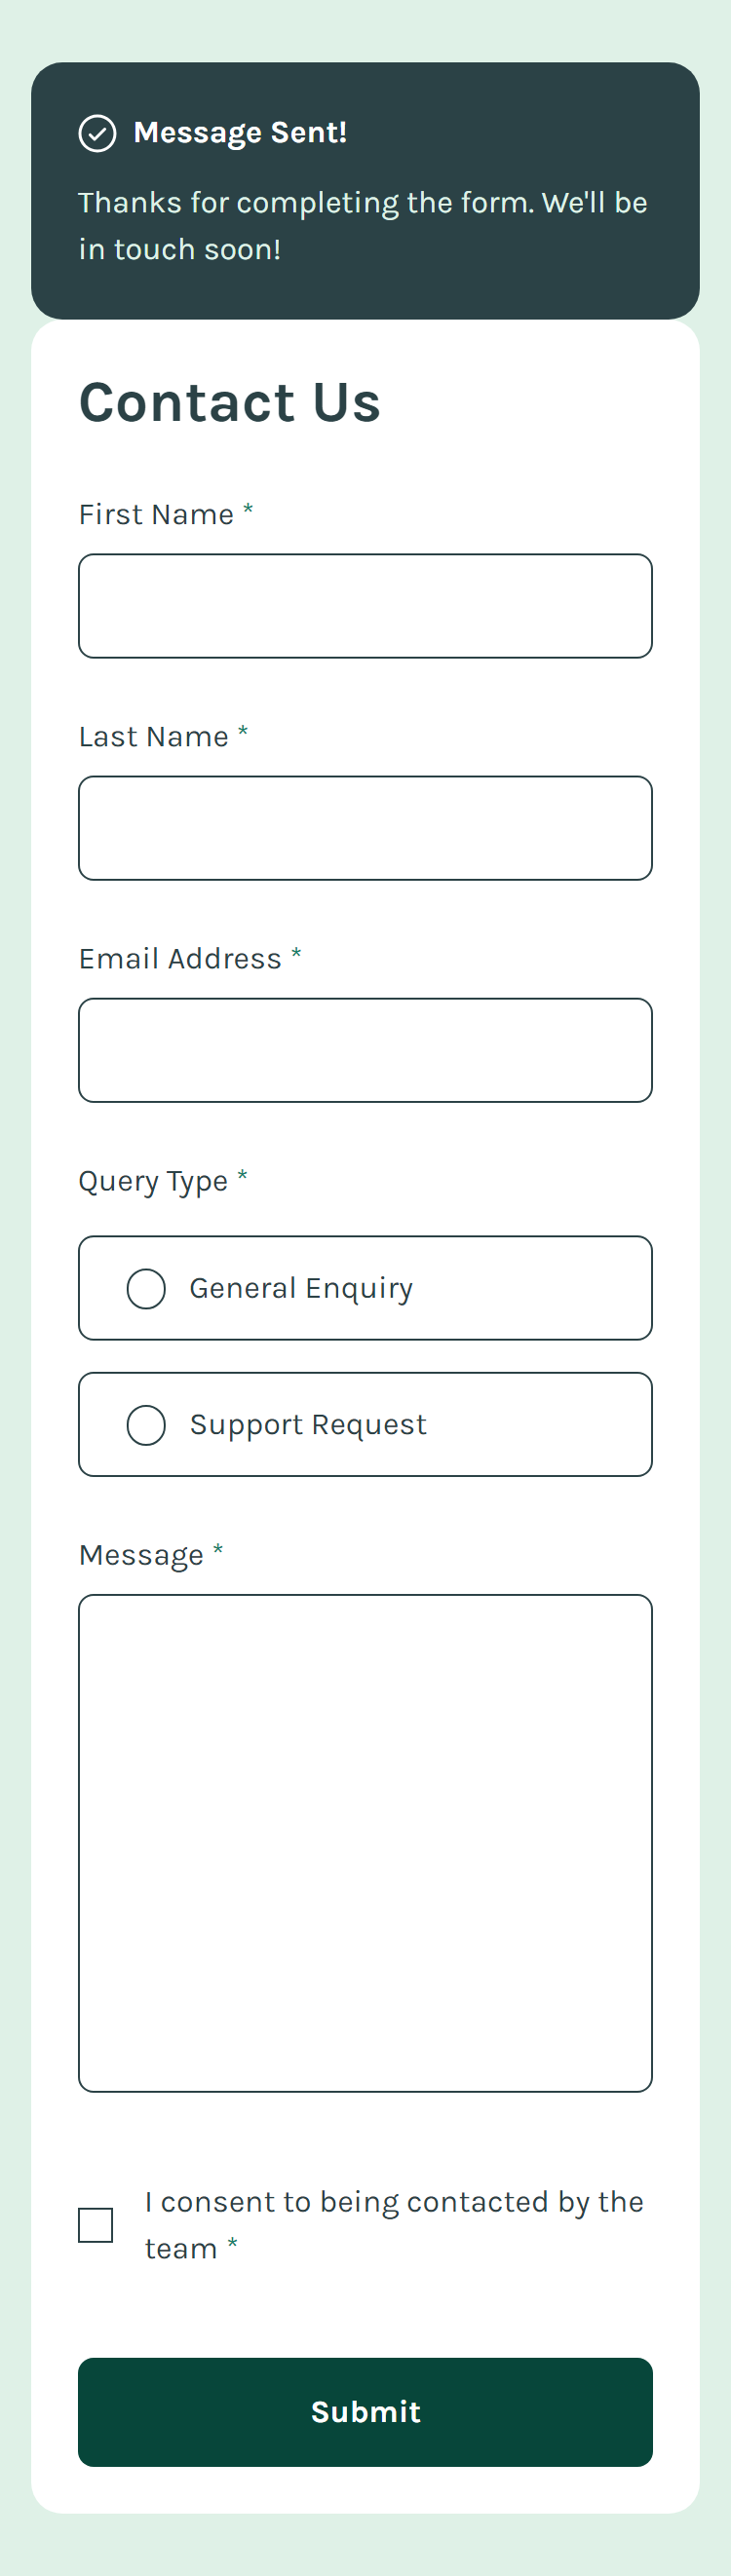 Message Sent!
Thanks for completing the form. We'll be
in touch soon!
Contact Us
First Name *
Last Name *
Email Address *
Query Type *
General Enquiry
Support Request
Message *
I consent to being contacted by the
team *
Submit